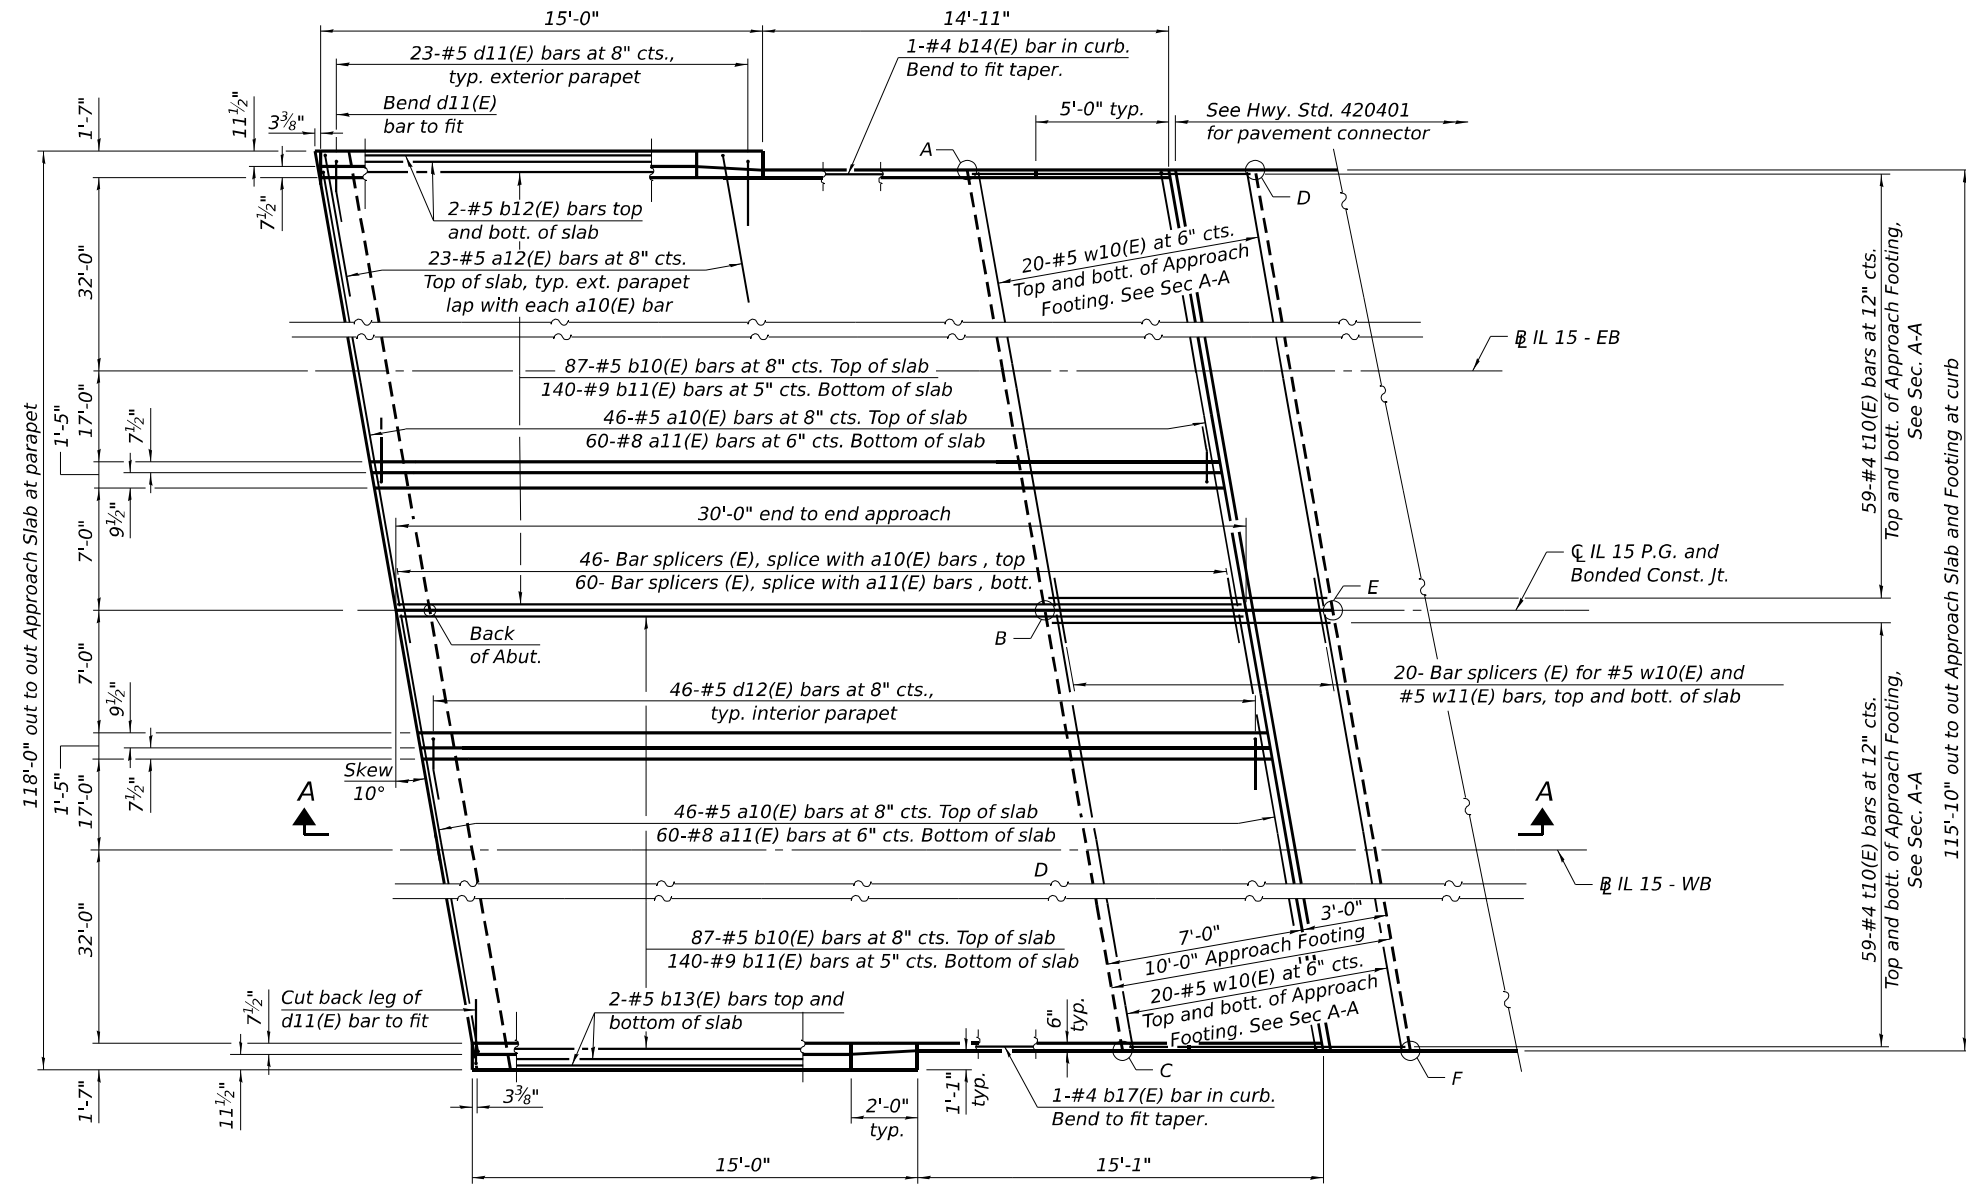 15'-0"
14'-11"
23-#5 d11(E) bars at 8" cts.,
typ. exterior parapet
1-#4 b14(E) bar in curb.
Bend to fit taper.
Bend d11(E)
bar to fit
5'-0" typ.
See Hwy. Std. 420401
for pavement connector
1'-7"
11½"
3⅜"
7½"
A
D
2-#5 b12(E) bars top
and bott. of slab
23-#5 a12(E) bars at 8" cts.
Top of slab, typ. ext. parapet
lap with each a10(E) bar
20-#5 w10(E) at 6" cts.
Top and bott. of Approach
Footing. See Sec A-A
32'-0"
℄ IL 15 - EB
87-#5 b10(E) bars at 8" cts. Top of slab
140-#9 b11(E) bars at 5" cts. Bottom of slab
46-#5 a10(E) bars at 8" cts. Top of slab
60-#8 a11(E) bars at 6" cts. Bottom of slab
17'-0"
1'-5"
7½"
9½"
59-#4 t10(E) bars at 12" cts.
Top and bott. of Approach Footing,
See Sec. A-A
118'-0" out to out Approach Slab at parapet
115'-10" out to out Approach Slab and Footing at curb
7'-0"
30'-0" end to end approach
46- Bar splicers (E), splice with a10(E) bars , top
60- Bar splicers (E), splice with a11(E) bars , bott.
℄ IL 15 P.G. and
Bonded Const. Jt.
E
B
Back
of Abut.
7'-0"
9½"
46-#5 d12(E) bars at 8" cts.,
typ. interior parapet
20- Bar splicers (E) for #5 w10(E) and
#5 w11(E) bars, top and bott. of slab
Skew
10°
1'-5"
17'-0"
7½"
A
A
46-#5 a10(E) bars at 8" cts. Top of slab
60-#8 a11(E) bars at 6" cts. Bottom of slab
D
℄ IL 15 - WB
59-#4 t10(E) bars at 12" cts.
Top and bott. of Approach Footing,
See Sec. A-A
32'-0"
87-#5 b10(E) bars at 8" cts. Top of slab
140-#9 b11(E) bars at 5" cts. Bottom of slab
3'-0"
7'-0"
10'-0" Approach Footing
20-#5 w10(E) at 6" cts.
Top and bott. of Approach
Footing. See Sec A-A
Cut back leg of
d11(E) bar to fit
7½"
2-#5 b13(E) bars top and
bottom of slab
6"
typ.
C
F
1'-7"
11½"
3⅜"
2'-0"
typ.
1'-1"
typ.
1-#4 b17(E) bar in curb.
Bend to fit taper.
15'-0"
15'-1"